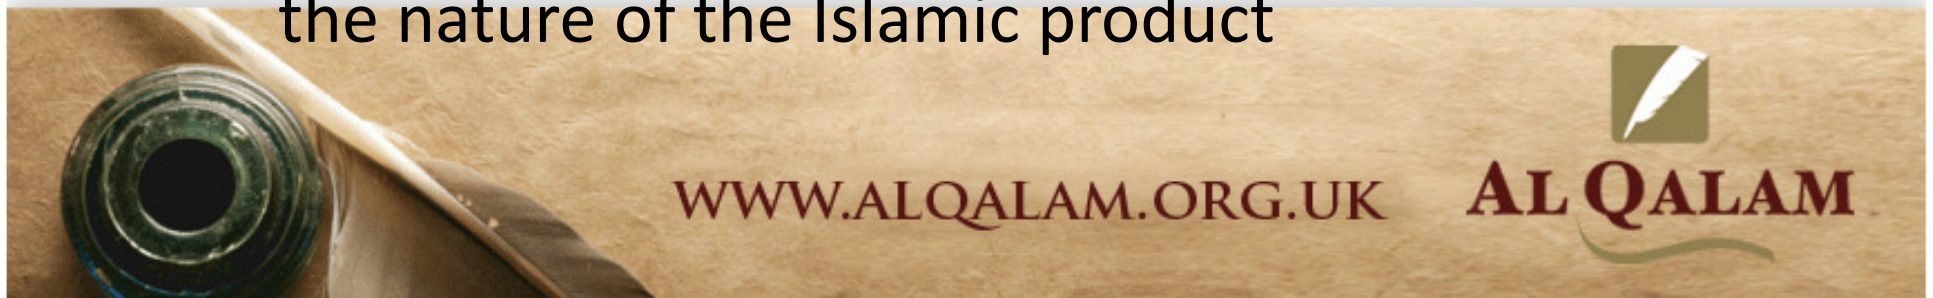 the nature of the Islamic product
WWW.ALQALAM.ORG.UK
AL QALAM